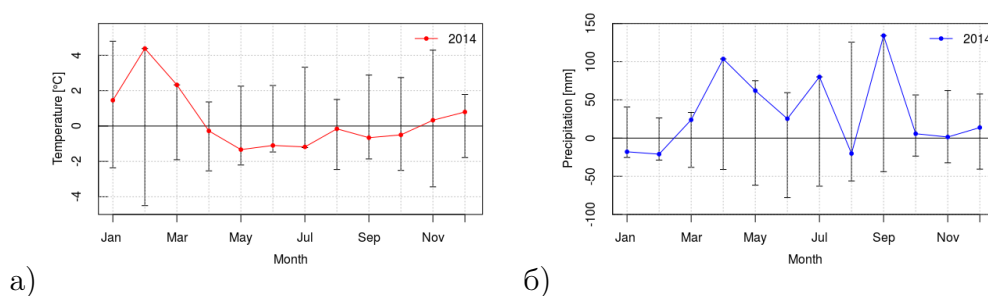 Temperature [°C]
4
2
0
-2
-4
2014
Jan
Mar
May
Jul
Sep
Nov
Month
а)
Precipitation [mm]
150
100
50
0
-50
-100
2014
Jan
Mar
May
Jul
Sep
Nov
Month
б)